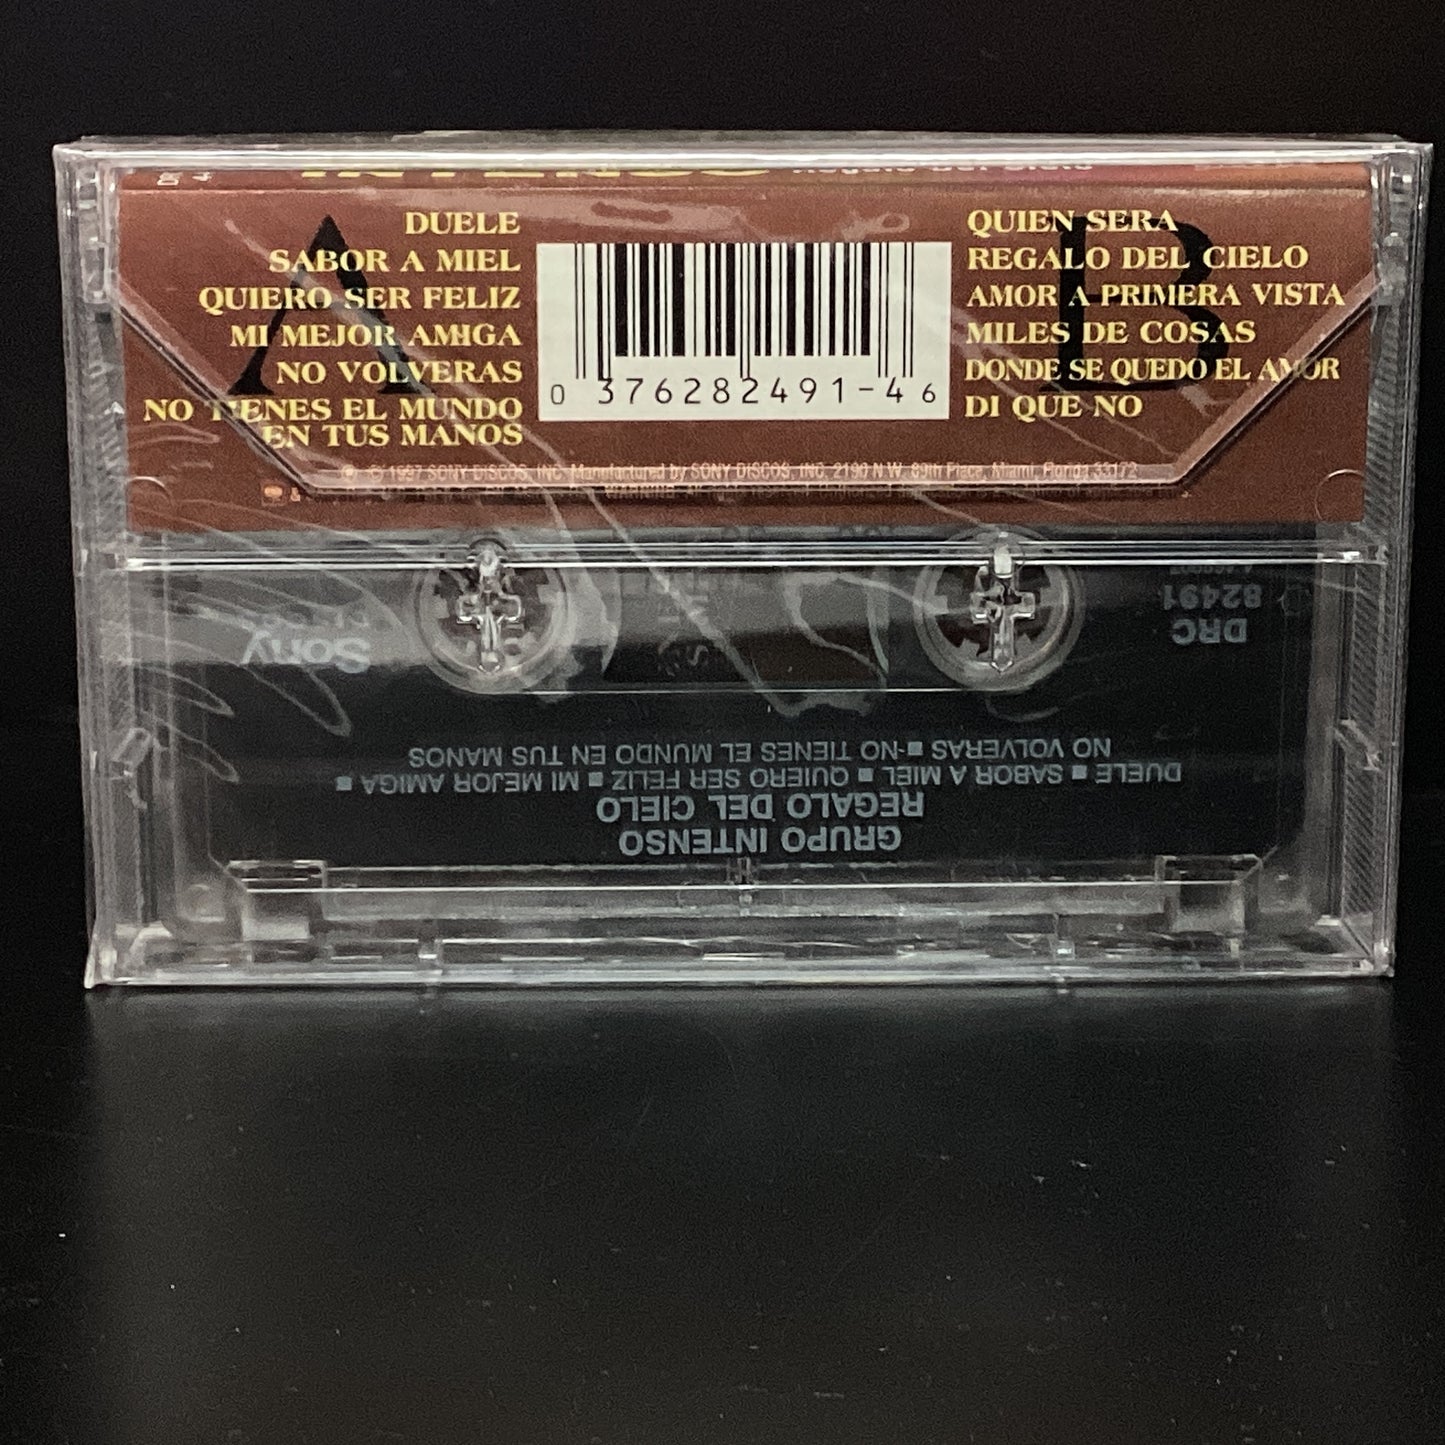 INTENSO
A
DUELE
SABOR A MIEL
QUIERO SER FELIZ
MI MEJOR AMIGA
NO VOLVERAS
NO TIENES EL MUNDO
EN TUS MANOS
0 37628 2491-4 6
B
QUIEN SERA
REGALO DEL CIELO
AMOR A PRIMERA VISTA
MILES DE COSAS
DONDE SE QUEDO EL AMOR
DI QUE NO
℗ © 1997 SONY DISCOS, INC. Manufactured by SONY DISCOS, INC. 2190 N.W. 89th Place, Miami, Florida 33172
GRUPO INTENSO
REGALO DEL CIELO
DUELE ■ SABOR A MIEL ■ QUIERO SER FELIZ ■ MI MEJOR AMIGA ■
NO VOLVERAS ■ NO TIENES EL MUNDO EN TUS MANOS
DRC
82491
Sony